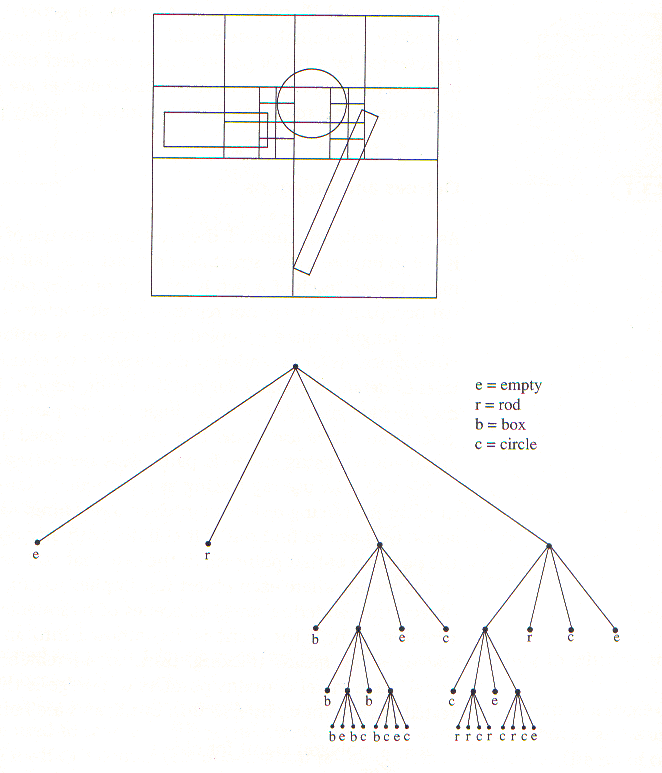 e = empty
r = rod
b = box
c = circle
e r
b e c r c e
b b c e
b e b c b c e c r r c r c r c e